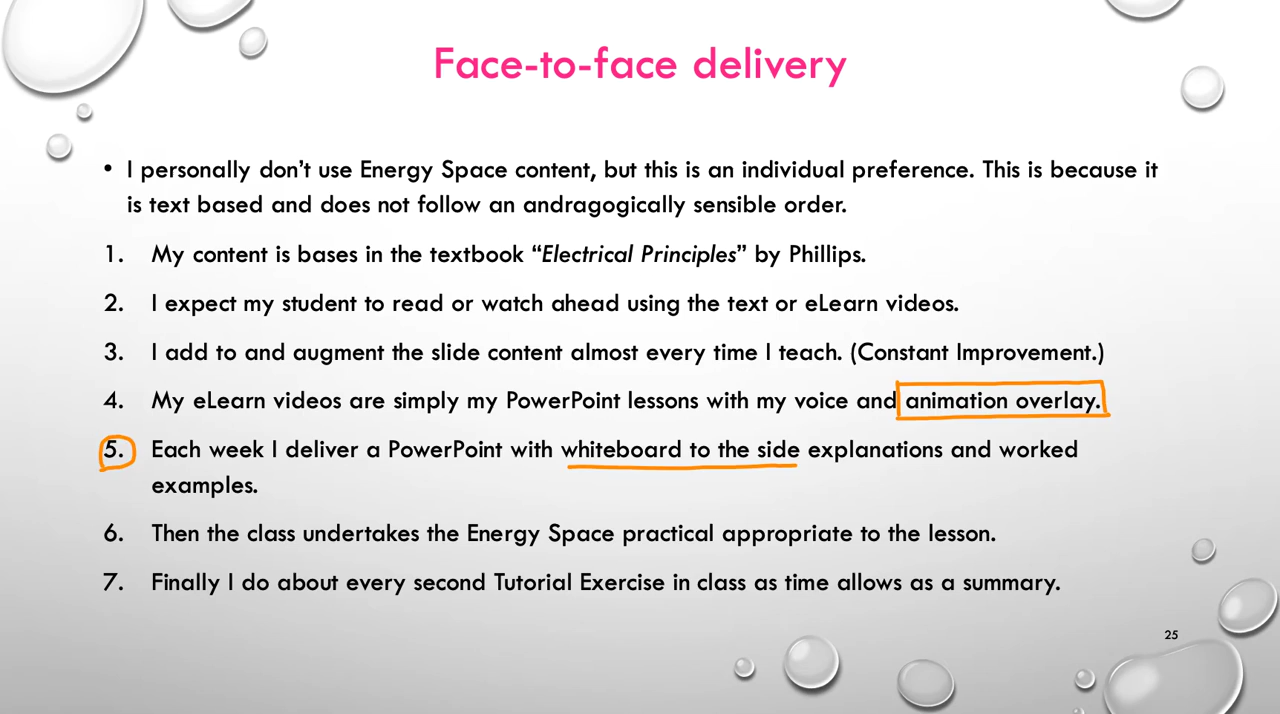 Face-to-face delivery
• I personally don’t use Energy Space content, but this is an individual preference. This is because it
is text based and does not follow an andragogically sensible order.
1. My content is bases in the textbook “Electrical Principles” by Phillips.
2. I expect my student to read or watch ahead using the text or eLearn videos.
3. I add to and augment the slide content almost every time I teach. (Constant Improvement.)
4. My eLearn videos are simply my PowerPoint lessons with my voice and animation overlay.
5. Each week I deliver a PowerPoint with whiteboard to the side explanations and worked
examples.
6. Then the class undertakes the Energy Space practical appropriate to the lesson.
7. Finally I do about every second Tutorial Exercise in class as time allows as a summary.
25